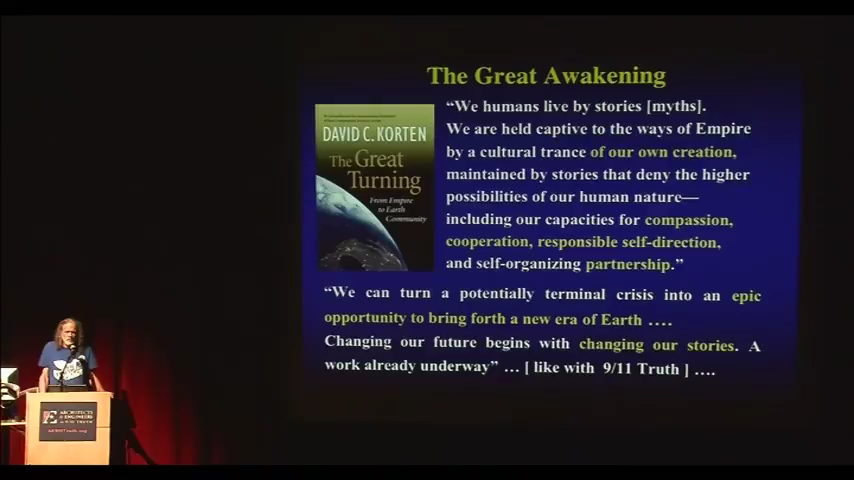 The Great Awakening
"We humans live by stories [myths].
We are held captive to the ways of Empire
by a cultural trance of our own creation,
maintained by stories that deny the higher
possibilities of our human nature—
including our capacities for compassion,
cooperation, responsible self-direction,
and self-organizing partnership."
DAVID C. KORTEN
The Great
Turning
From Empire
to Earth
Community
"We can turn a potentially terminal crisis into an epic
opportunity to bring forth a new era of Earth ....
Changing our future begins with changing our stories. A
work already underway" ... [ like with 9/11 Truth ] ....
ARCHITECTS
& ENGINEERS